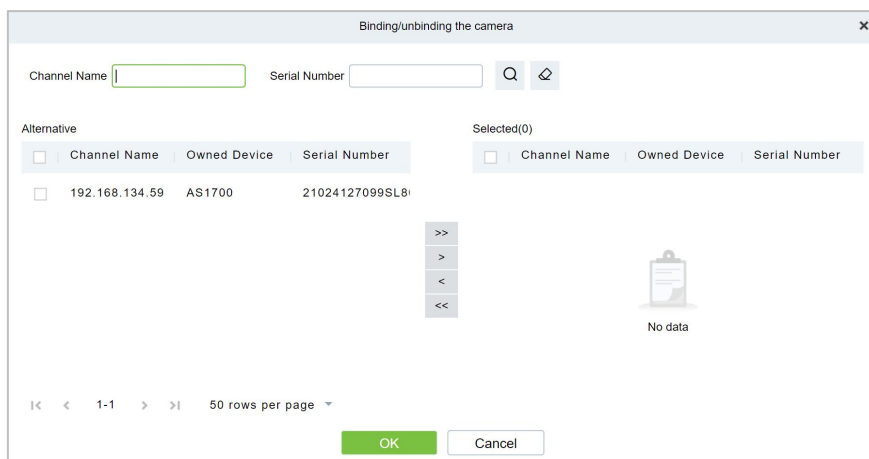 Binding/unbinding the camera
Channel Name Serial Number
Alternative Selected(0)
Channel Name Owned Device Serial Number Channel Name Owned Device Serial Number
192.168.134.59 AS1700
>>
>
<
<<
No data
1-1 50 rows per page
OK Cancel